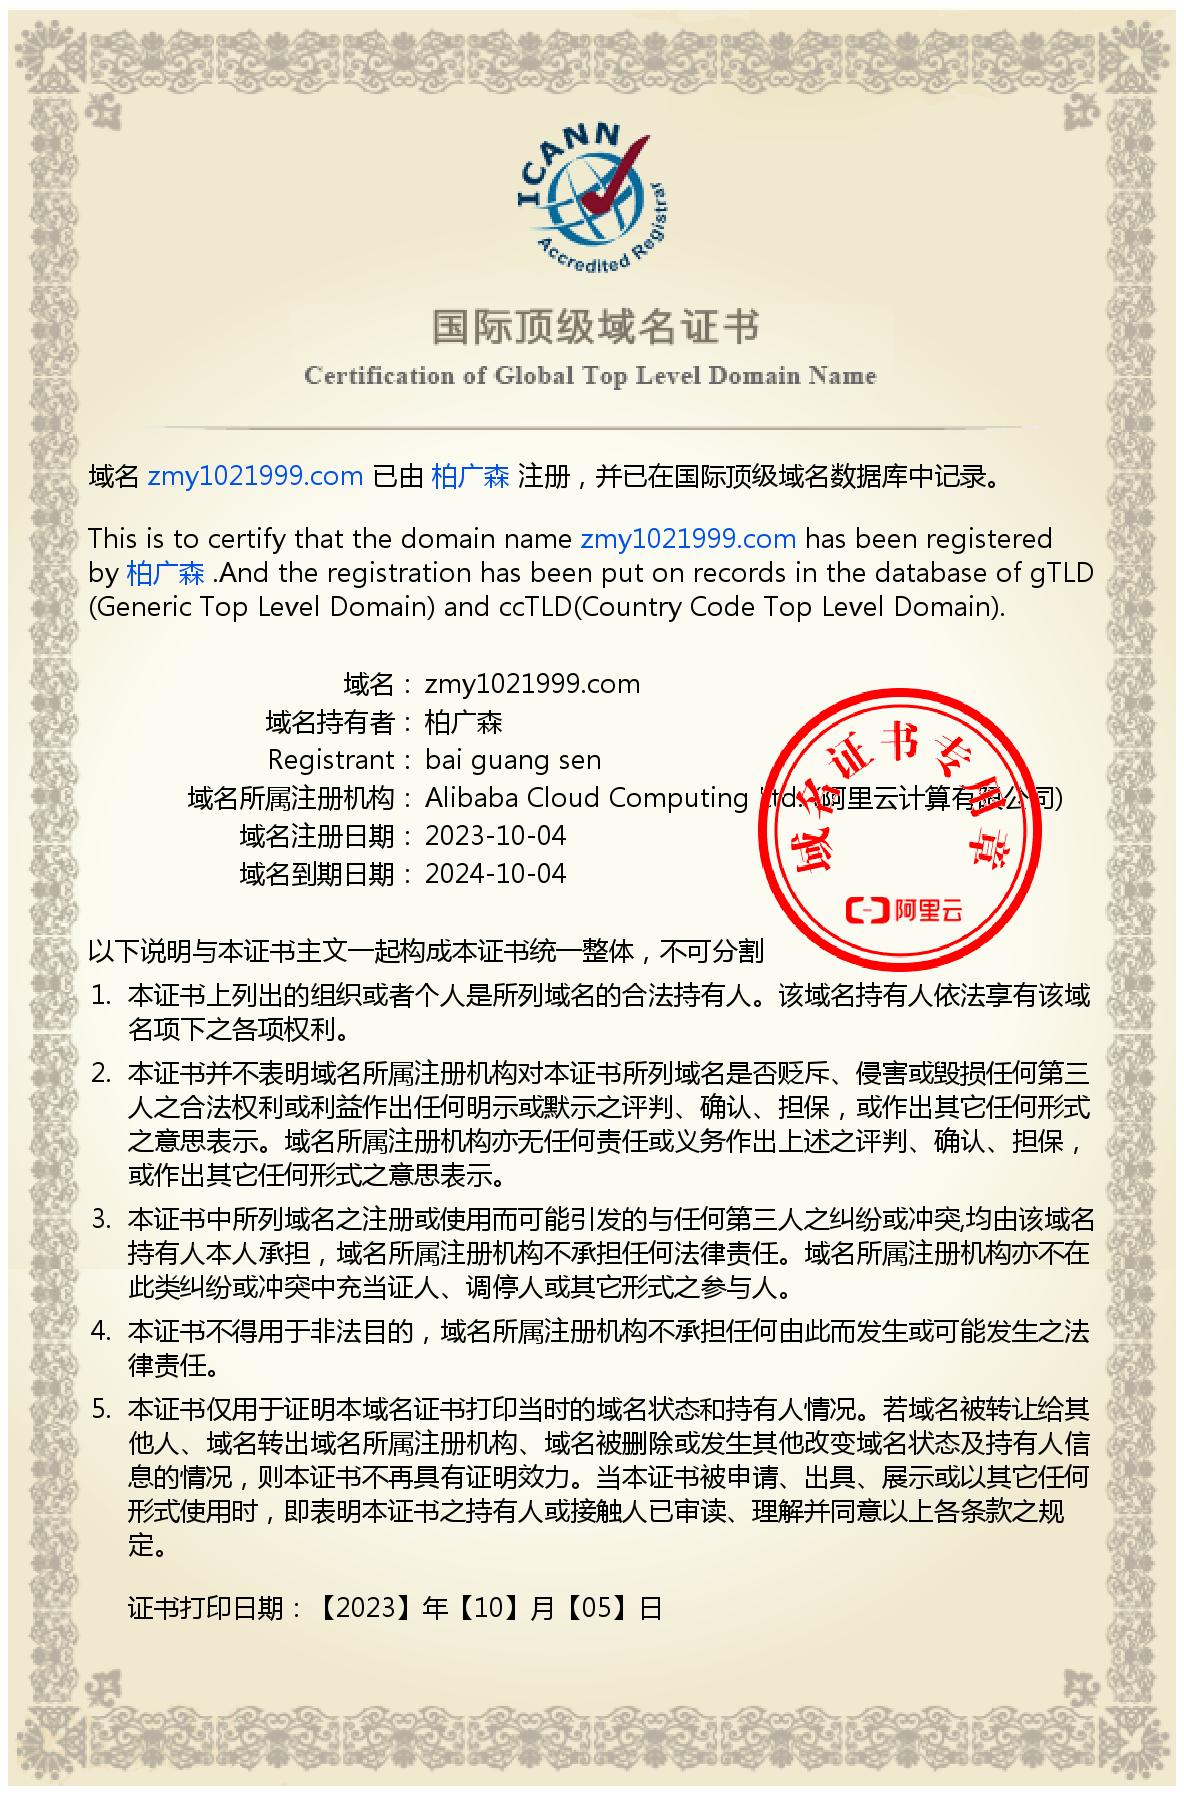 ICANN
Accredited Registrar
国际顶级域名证书
Certification of Global Top Level Domain Name
域名 zmy1021999.com 已由 柏广森 注册，并已在国际顶级域名数据库中记录。
This is to certify that the domain name zmy1021999.com has been registered
by 柏广森 .And the registration has been put on records in the database of gTLD
(Generic Top Level Domain) and ccTLD(Country Code Top Level Domain).
域名： zmy1021999.com
域名持有者： 柏广森
Registrant： bai guang sen
域名所属注册机构： Alibaba Cloud Computing Ltd. (阿里云计算有限公司)
域名注册日期： 2023-10-04
域名到期日期： 2024-10-04
域名证书专用章
阿里云
以下说明与本证书主文一起构成本证书统一整体，不可分割
1. 本证书上列出的组织或者个人是所列域名的合法持有人。该域名持有人依法享有该域
名项下之各项权利。
2. 本证书并不表明域名所属注册机构对本证书所列域名是否贬斥、侵害或毁损任何第三
人之合法权利或利益作出任何明示或默示之评判、确认、担保，或作出其它任何形式
之意思表示。域名所属注册机构亦无任何责任或义务作出上述之评判、确认、担保，
或作出其它任何形式之意思表示。
3. 本证书中所列域名之注册或使用而可能引发的与任何第三人之纠纷或冲突,均由该域名
持有人本人承担，域名所属注册机构不承担任何法律责任。域名所属注册机构亦不在
此类纠纷或冲突中充当证人、调停人或其它形式之参与人。
4. 本证书不得用于非法目的，域名所属注册机构不承担任何由此而发生或可能发生之法
律责任。
5. 本证书仅用于证明本域名证书打印当时的域名状态和持有人情况。若域名被转让给其
他人、域名转出域名所属注册机构、域名被删除或发生其他改变域名状态及持有人信
息的情况，则本证书不再具有证明效力。当本证书被申请、出具、展示或以其它任何
形式使用时，即表明本证书之持有人或接触人已审读、理解并同意以上各条款之规
定。
证书打印日期：【2023】年【10】月【05】日